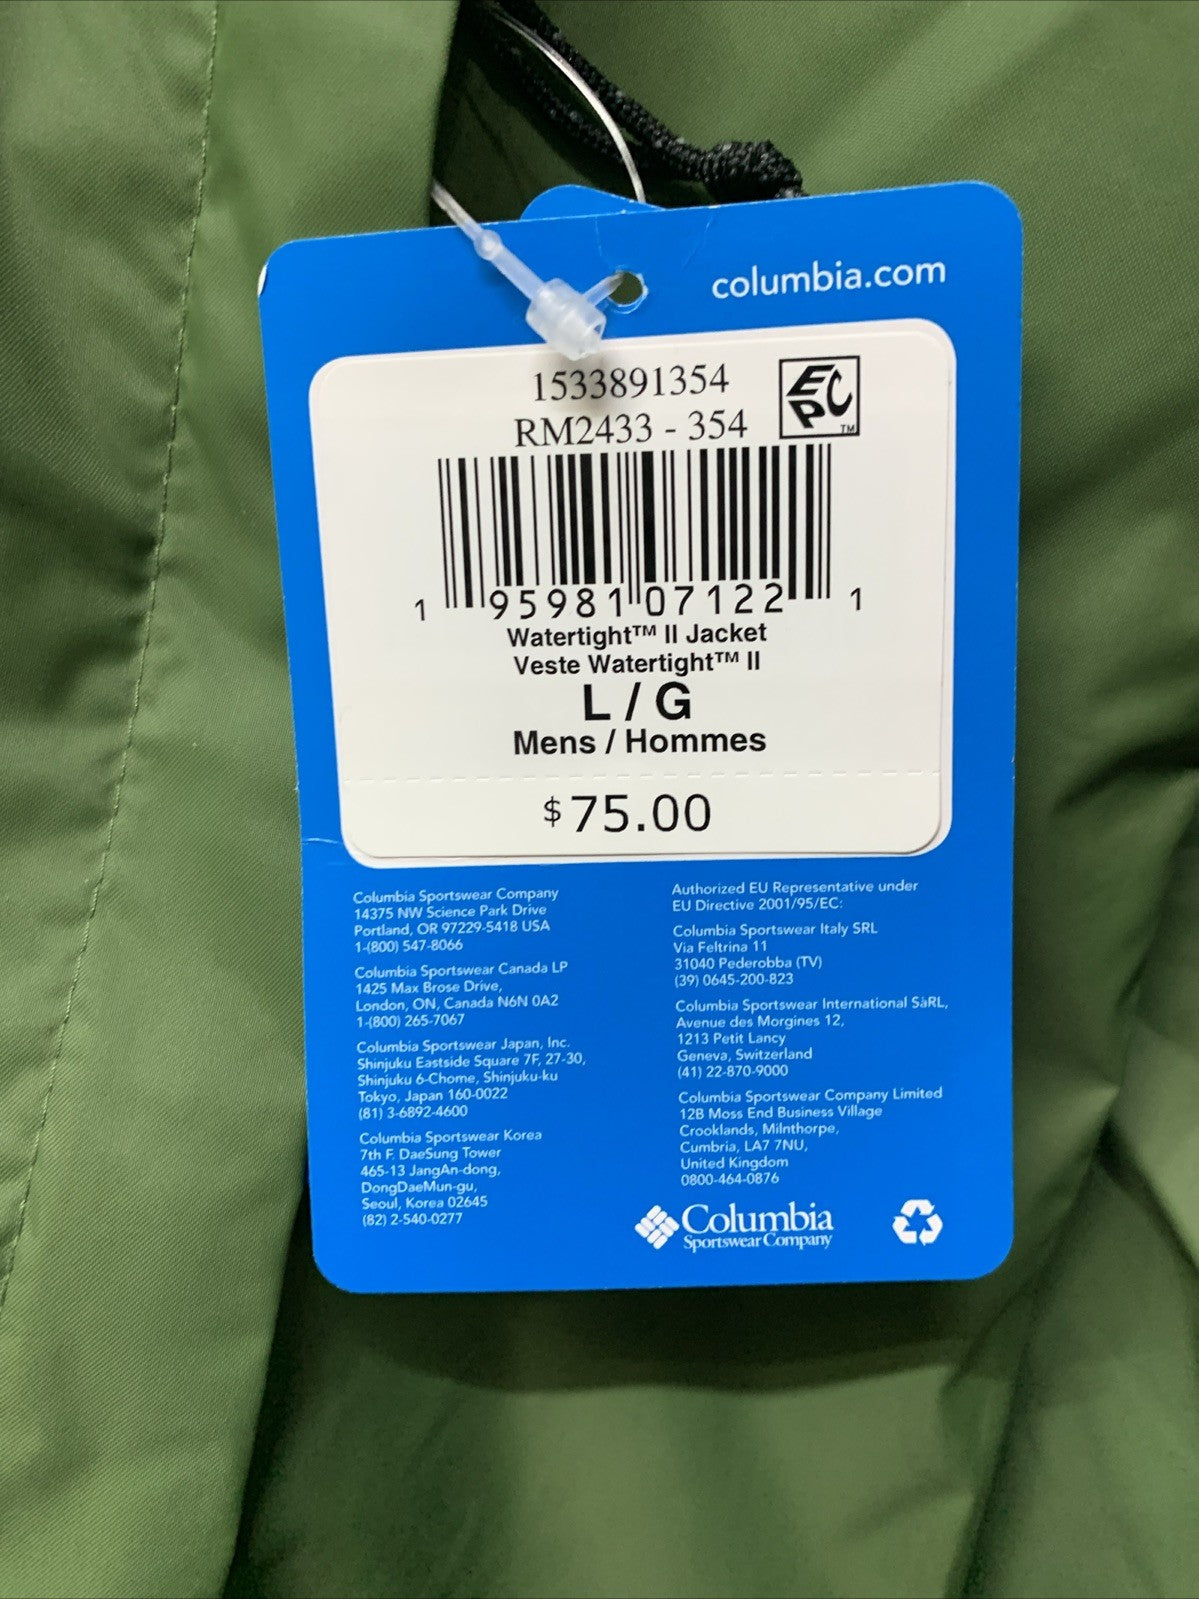 columbia.com
1533891354
RM2433 - 354
EPC
TM
1 95981 07122 1
Watertight™ II Jacket
Veste Watertight™ II
L / G
Mens / Hommes
$75.00
Columbia Sportswear Company
14375 NW Science Park Drive
Portland, OR 97229-5418 USA
1-(800) 547-8066
Columbia Sportswear Canada LP
1425 Max Brose Drive,
London, ON, Canada N6N 0A2
1-(800) 265-7067
Columbia Sportswear Japan, Inc.
Shinjuku Eastside Square 7F, 27-30,
Shinjuku 6-Chome, Shinjuku-ku
Tokyo, Japan 160-0022
(81) 3-6892-4600
Columbia Sportswear Korea
7th F. DaeSung Tower
465-13 JangAn-dong,
DongDaeMun-gu,
Seoul, Korea 02645
(82) 2-540-0277
Authorized EU Representative under
EU Directive 2001/95/EC:
Columbia Sportswear Italy SRL
Via Feltrina 11
31040 Pederobba (TV)
(39) 0645-200-823
Columbia Sportswear International SàRL,
Avenue des Morgines 12,
1213 Petit Lancy
Geneva, Switzerland
(41) 22-870-9000
Columbia Sportswear Company Limited
12B Moss End Business Village
Crooklands, Milnthorpe,
Cumbria, LA7 7NU,
United Kingdom
0800-464-0876
Columbia
Sportswear Company